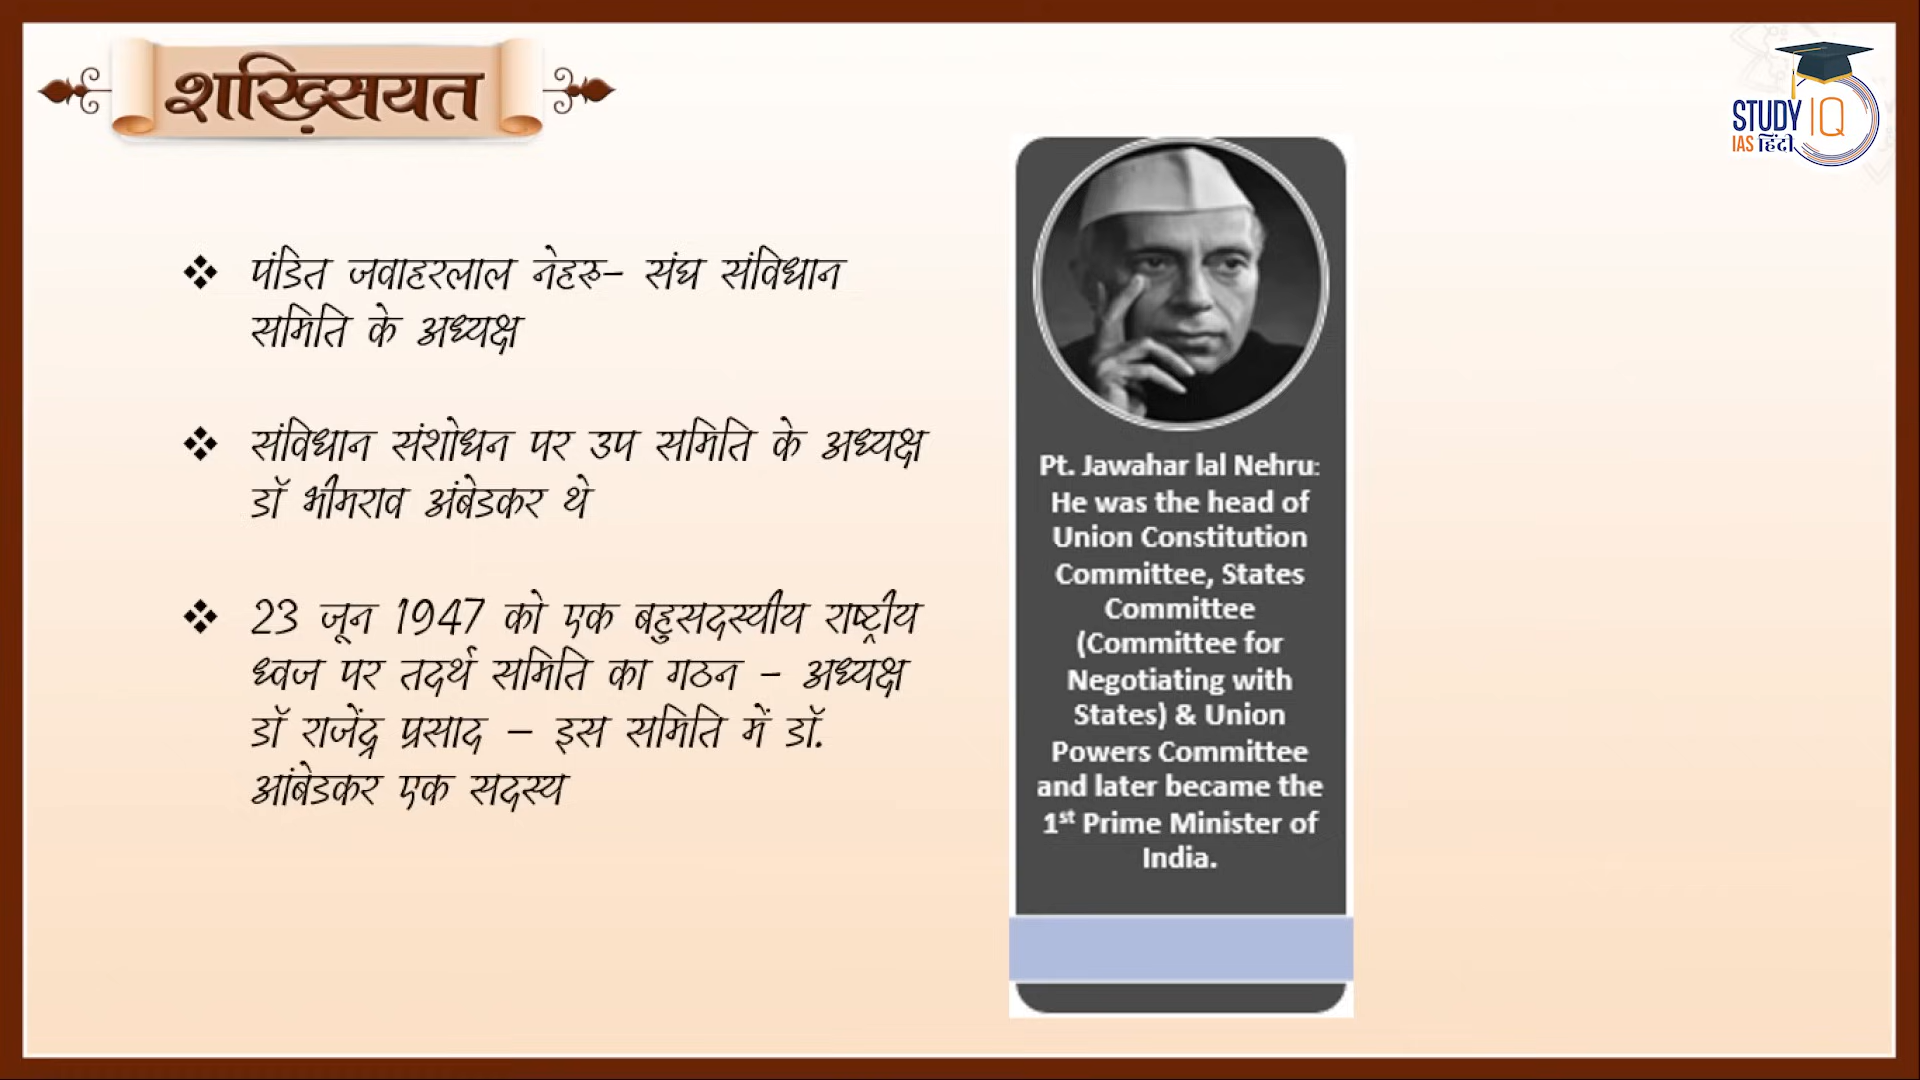 शख़्सियत
STUDY IQ
IAS हिंदी
पंडित जवाहरलाल नेहरू– संघ संविधान
समिति के अध्यक्ष
संविधान संशोधन पर उप समिति के अध्यक्ष
डॉ भीमराव अंबेडकर थे
23 जून 1947 को एक बहुसदस्यीय राष्ट्रीय
ध्वज पर तदर्थ समिति का गठन – अध्यक्ष
डॉ राजेंद्र प्रसाद – इस समिति में डॉ.
आंबेडकर एक सदस्य
Pt. Jawahar lal Nehru:
He was the head of
Union Constitution
Committee, States
Committee
(Committee for
Negotiating with
States) & Union
Powers Committee
and later became the
1st Prime Minister of
India.